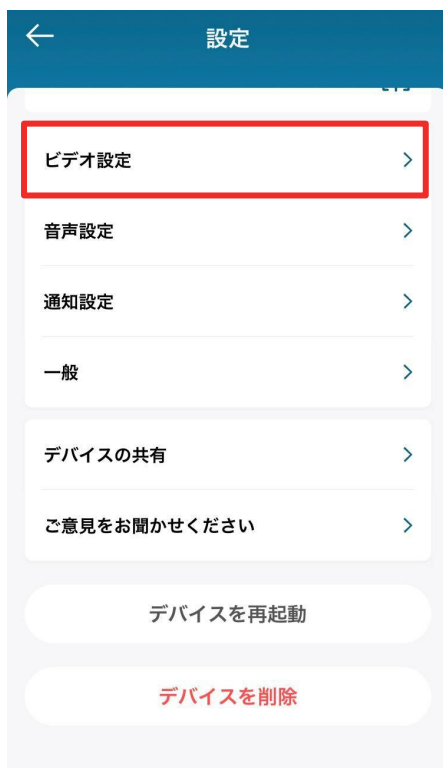 設定
ビデオ設定
音声設定
通知設定
一般
デバイスの共有
ご意見をお聞かせください
デバイスを再起動
デバイスを削除